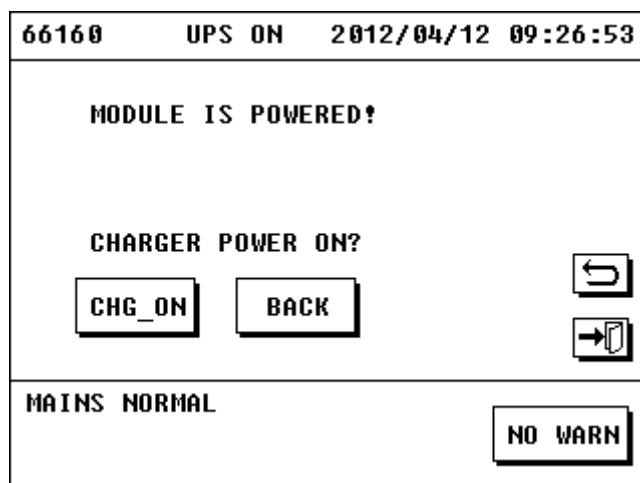 66160 UPS ON 2012/04/12 09:26:53
MODULE IS POWERED!
CHARGER POWER ON?
CHG_ON BACK
MAINS NORMAL
NO WARN